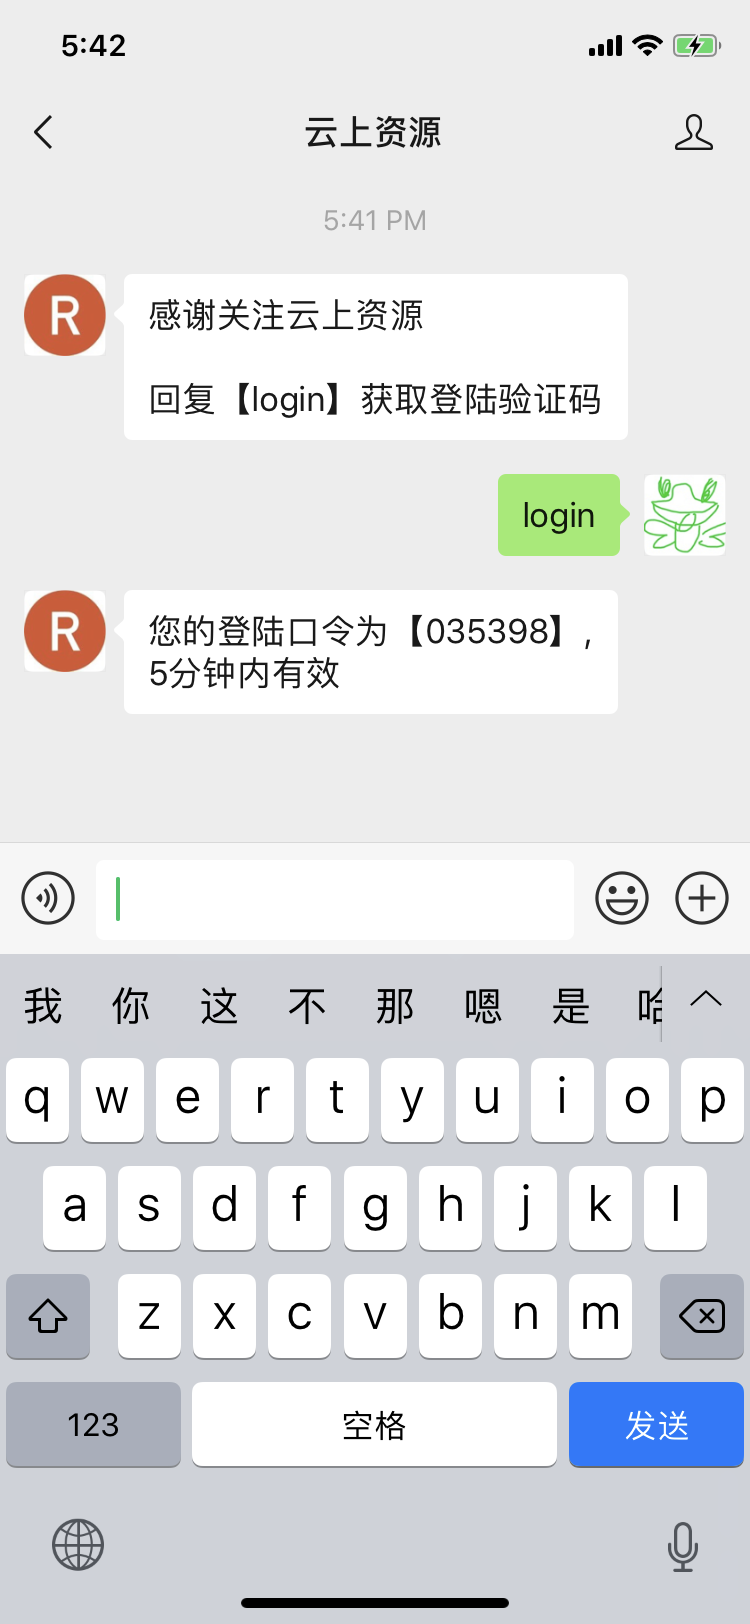 5:42
云上资源
5:41 PM
R
感谢关注云上资源
回复【login】获取登陆验证码
login
R
您的登陆口令为【035398】,
5分钟内有效
我 你 这 不 那 嗯 是 哈
q w e r t y u i o p
a s d f g h j k l
z x c v b n m
123 空格 发送